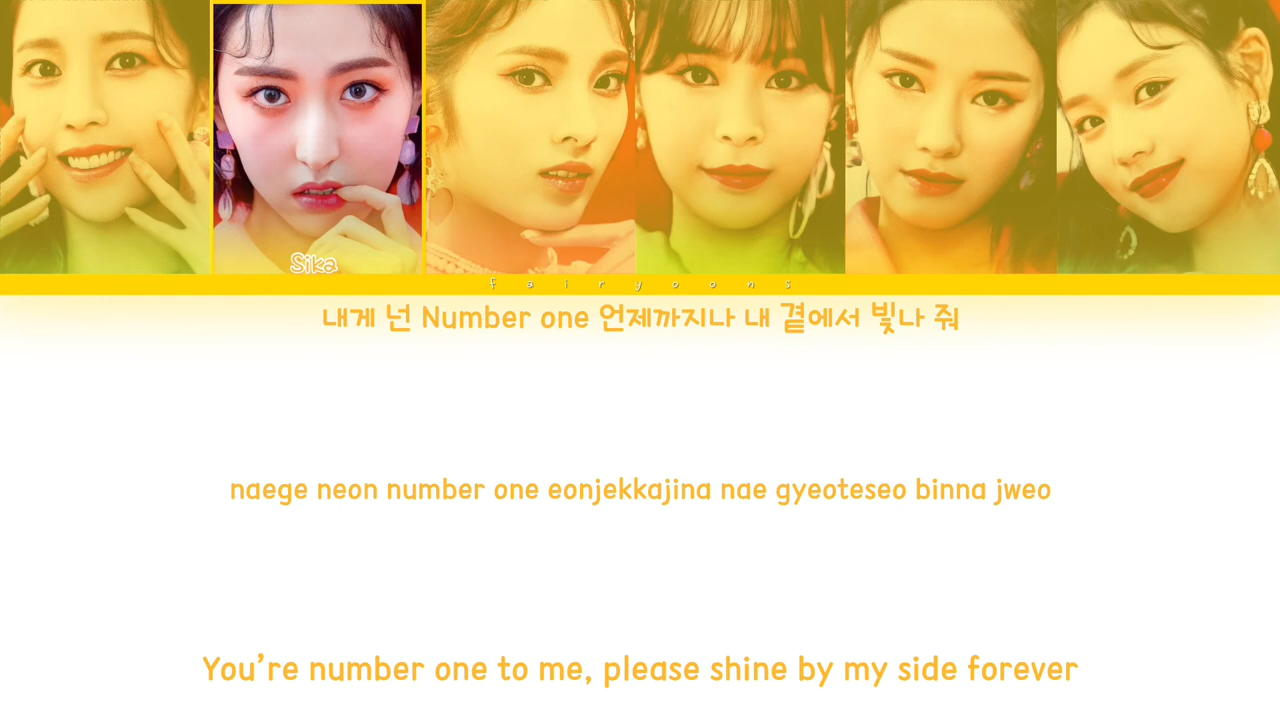 Sika
fairyoons
내게 넌 Number one 언제까지나 내 곁에서 빛나 줘
naege neon number one eonjekkajina nae gyeoteseo binna jweo
You're number one to me, please shine by my side forever